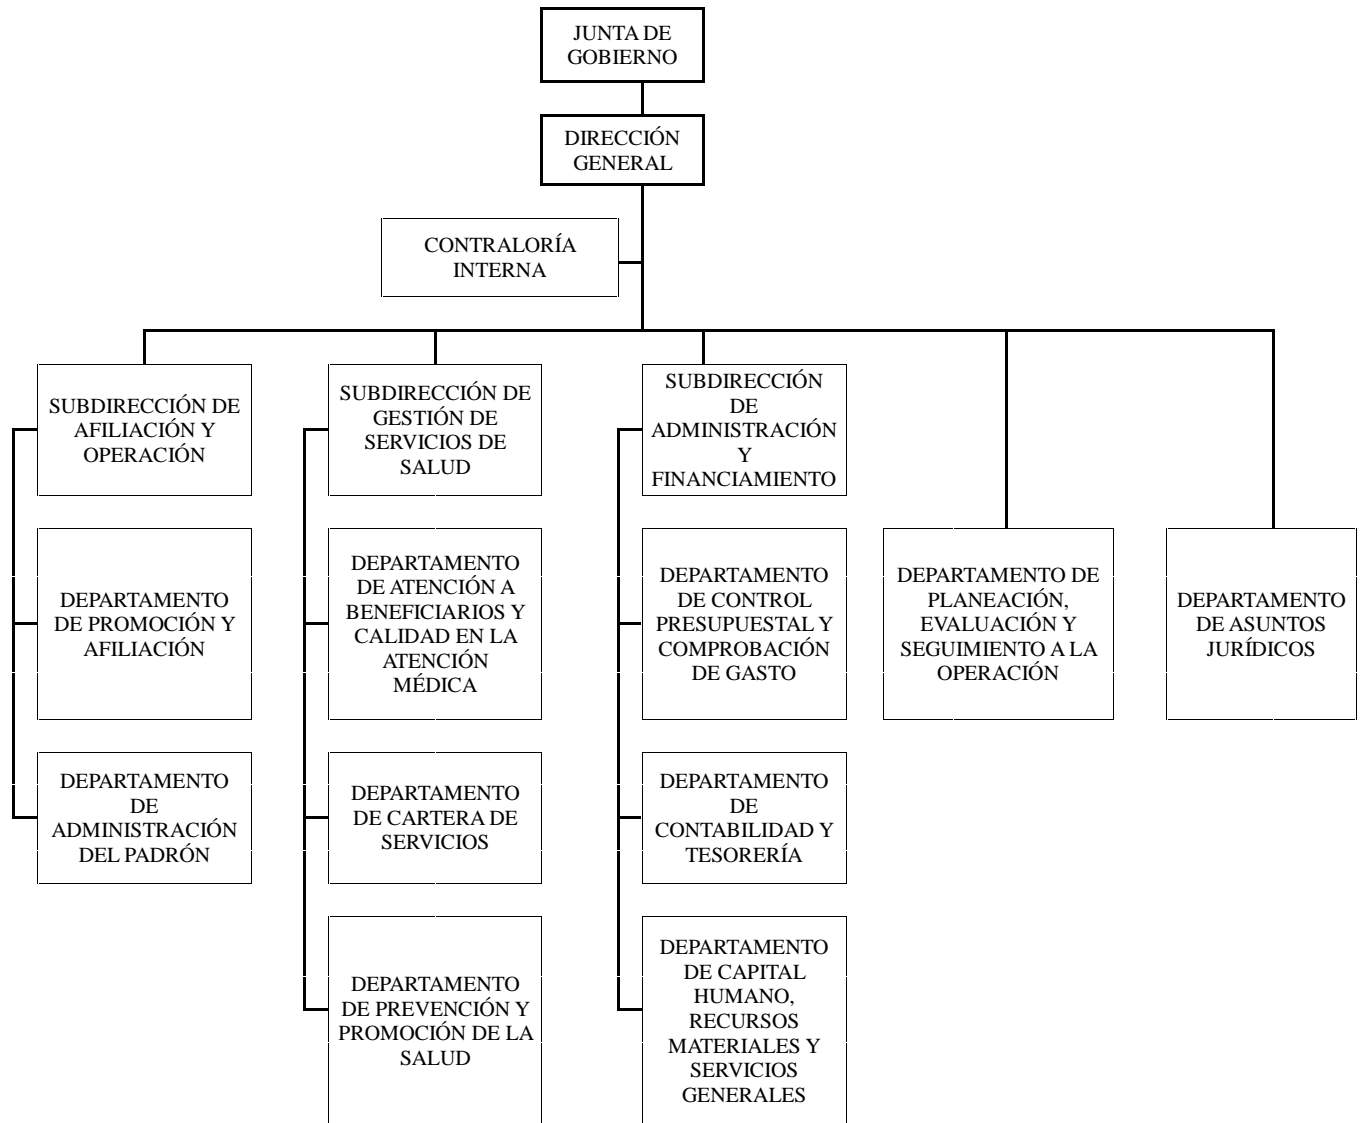 JUNTA DE
GOBIERNO
DIRECCIÓN
GENERAL
CONTRALORÍA
INTERNA
SUBDIRECCIÓN DE
AFILIACIÓN Y
OPERACIÓN
SUBDIRECCIÓN DE
GESTIÓN DE
SERVICIOS DE
SALUD
SUBDIRECCIÓN
DE
ADMINISTRACIÓN
Y
FINANCIAMIENTO
DEPARTAMENTO
DE PROMOCIÓN Y
AFILIACIÓN
DEPARTAMENTO
DE ATENCIÓN A
BENEFICIARIOS Y
CALIDAD EN LA
ATENCIÓN
MÉDICA
DEPARTAMENTO
DE CONTROL
PRESUPUESTAL Y
COMPROBACIÓN
DE GASTO
DEPARTAMENTO DE
PLANEACIÓN,
EVALUACIÓN Y
SEGUIMIENTO A LA
OPERACIÓN
DEPARTAMENTO
DE ASUNTOS
JURÍDICOS
DEPARTAMENTO
DE
ADMINISTRACIÓN
DEL PADRÓN
DEPARTAMENTO
DE CARTERA DE
SERVICIOS
DEPARTAMENTO
DE
CONTABILIDAD Y
TESORERÍA
DEPARTAMENTO
DE PREVENCIÓN Y
PROMOCIÓN DE LA
SALUD
DEPARTAMENTO
DE CAPITAL
HUMANO,
RECURSOS
MATERIALES Y
SERVICIOS
GENERALES